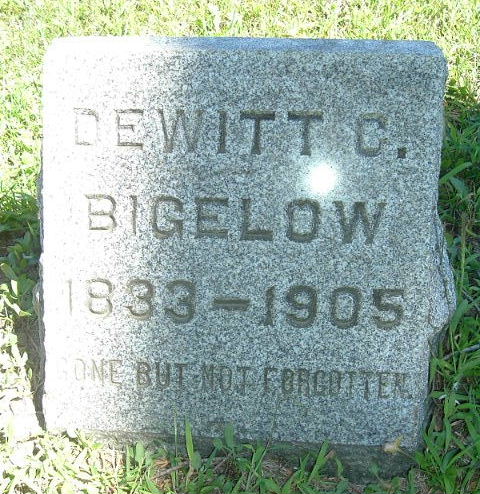 DEWITT C.
BIGELOW
1833-1905
GONE BUT NOT FORGOTTEN.